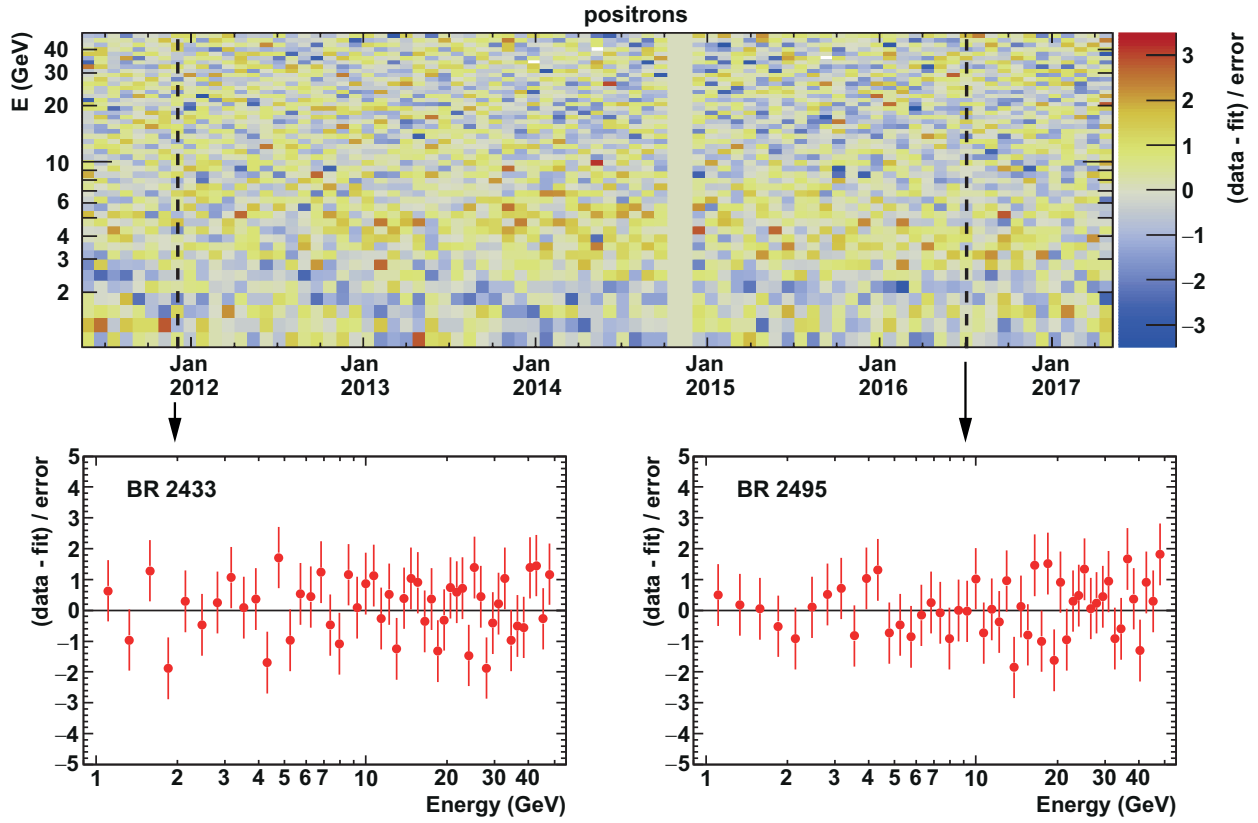 positrons
E (GeV)
40
30
20
10
6
4
3
2
3
2
1
0
−1
−2
−3
(data - fit) / error
Jan 2012
Jan 2013
Jan 2014
Jan 2015
Jan 2016
Jan 2017
(data - fit) / error
5
4
3
2
1
0
−1
−2
−3
−4
−5
BR 2433
1 2 3 4 5 6 7 10 20 30 40
Energy (GeV)
(data - fit) / error
5
4
3
2
1
0
−1
−2
−3
−4
−5
BR 2495
1 2 3 4 5 6 7 10 20 30 40
Energy (GeV)